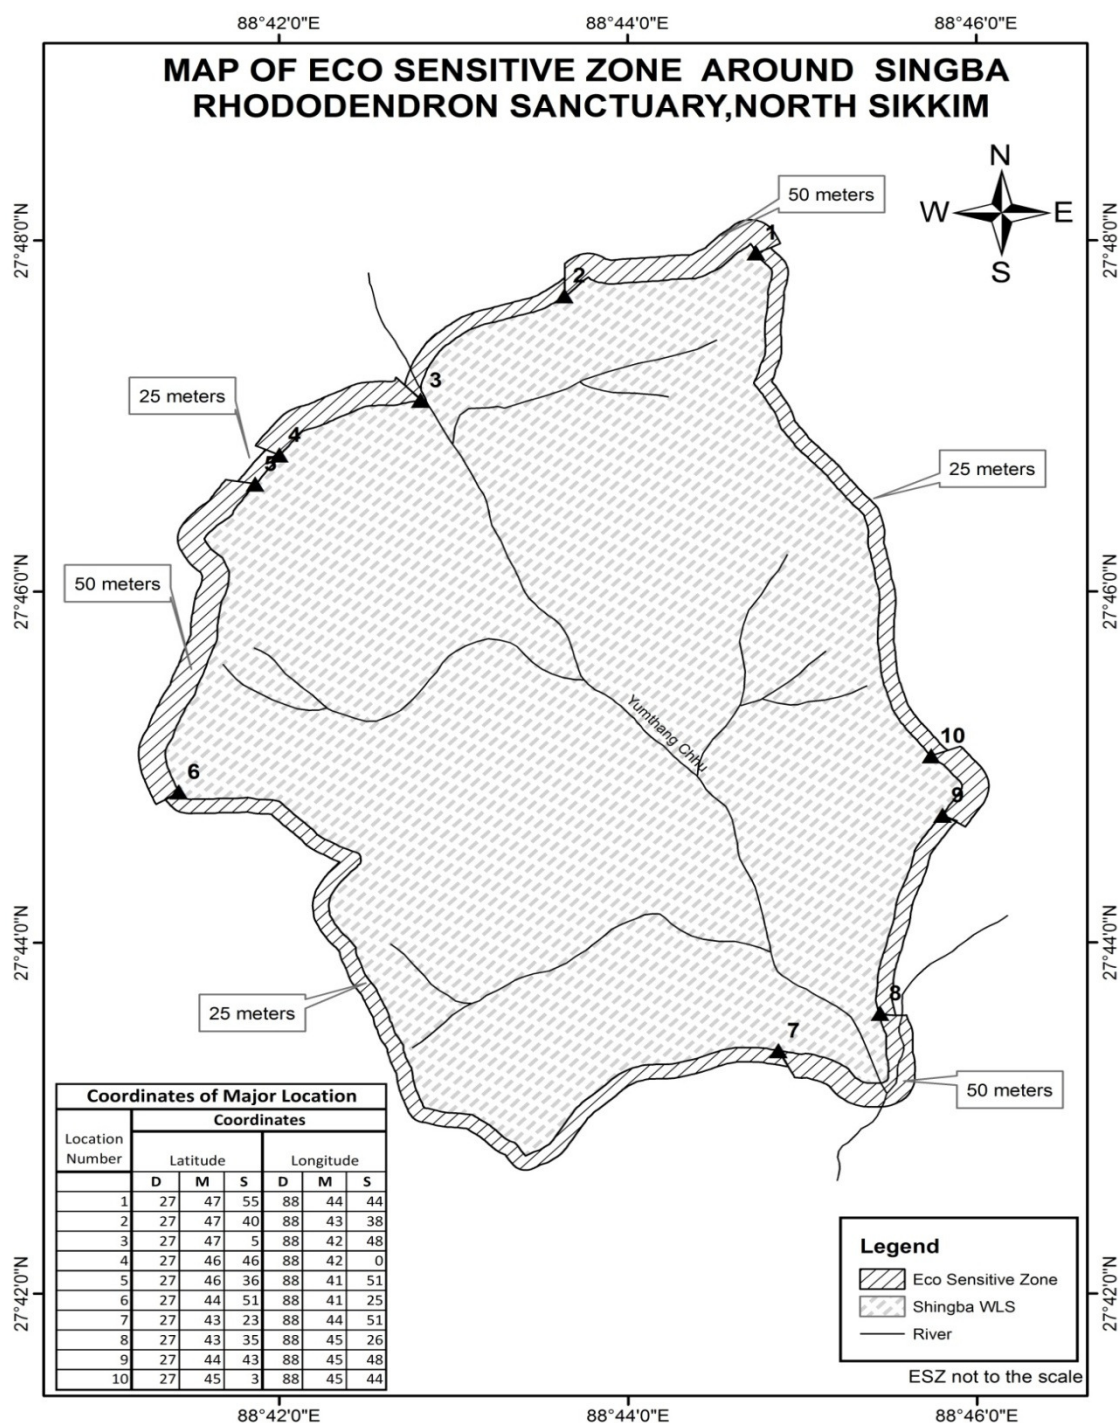 88°42'0"E 88°44'0"E 88°46'0"E
MAP OF ECO SENSITIVE ZONE AROUND SINGBA
RHODODENDRON SANCTUARY,NORTH SIKKIM
N
W E
S
50 meters
27°48'0"N 27°48'0"N
1
2
3
25 meters
4
5
25 meters
50 meters
27°46'0"N 27°46'0"N
Yumthang Chhu
10
6
9
27°44'0"N 27°44'0"N
8
25 meters
7
50 meters
Coordinates of Major Location
Location Number Coordinates
Latitude Longitude
D M S D M S
1 27 47 55 88 44 44
2 27 47 40 88 43 38
3 27 47 5 88 42 48
4 27 46 46 88 42 0
5 27 46 36 88 41 51
6 27 44 51 88 41 25
7 27 43 23 88 44 51
8 27 43 35 88 45 26
9 27 44 43 88 45 48
10 27 45 3 88 45 44
Legend
Eco Sensitive Zone
Shingba WLS
River
27°42'0"N 27°42'0"N
ESZ not to the scale
88°42'0"E 88°44'0"E 88°46'0"E